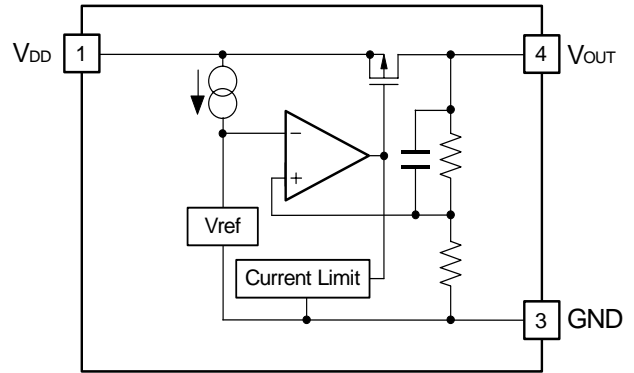 VDD 1
4 VOUT
−
+
Vref
Current Limit
3 GND